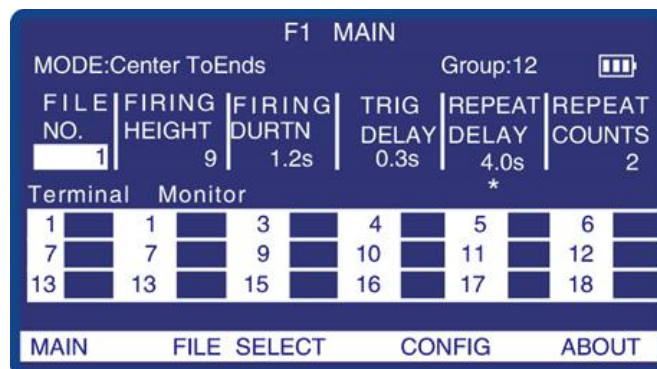 F1 MAIN
MODE:Center ToEnds Group:12
FILE FIRING FIRING TRIG REPEAT REPEAT
NO. HEIGHT DURTN DELAY DELAY COUNTS
1 9 1.2s 0.3s 4.0s 2
Terminal Monitor *
1 1 3 4 5 6
7 7 9 10 11 12
13 13 15 16 17 18
MAIN FILE SELECT CONFIG ABOUT